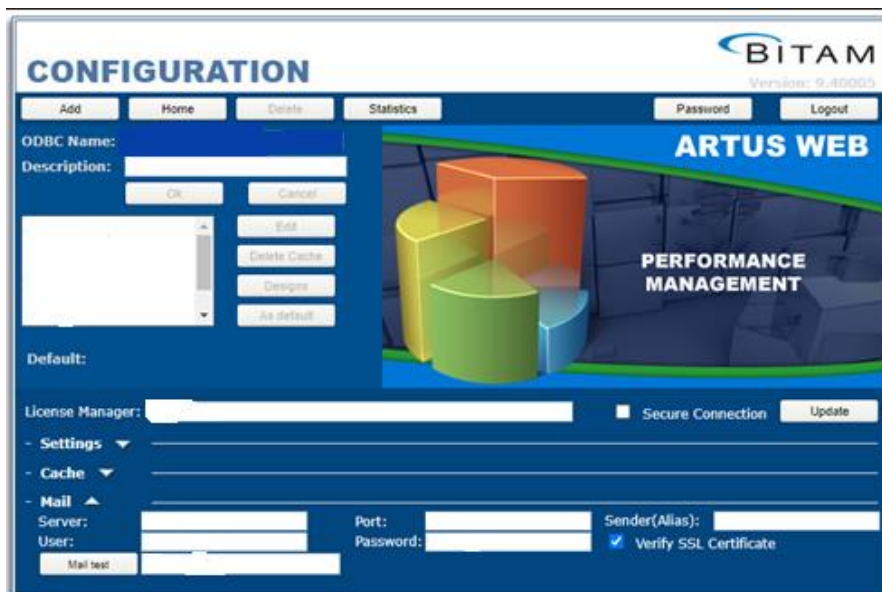 BiTAM
CONFIGURATION
Version: 9.40005
Add Home Delete Statistics Password Logout
ODBC Name:
Description:
Ok Cancel
Edit
Delete Cache
Designs
As default
Default:
ARTUS WEB
PERFORMANCE
MANAGEMENT
License Manager: Secure Connection Update
- Settings
- Cache
- Mail
Server: Port: Sender(Alias):
User: Password: Verify SSL Certificate
Mail test